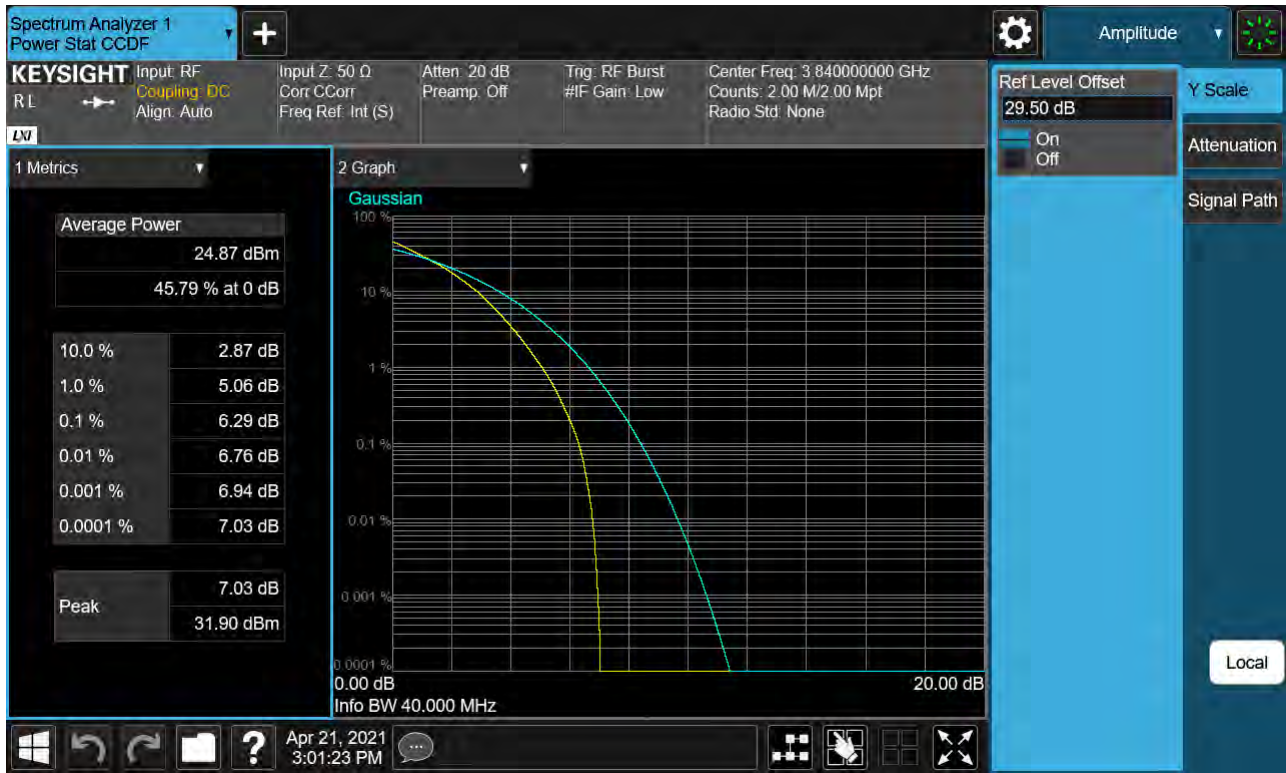 Spectrum Analyzer 1
Power Stat CCDF
+
Amplitude
KEYSIGHT
RL
LXI
Input: RF
Coupling: DC
Align: Auto
Input Z: 50 Ω
Corr CCorr
Freq Ref: Int (S)
Atten: 20 dB
Preamp: Off
Trig: RF Burst
#IF Gain: Low
Center Freq: 3.840000000 GHz
Counts: 2.00 M/2.00 Mpt
Radio Std: None
Ref Level Offset
29.50 dB
On
Off
Y Scale
Attenuation
Signal Path
Local
1 Metrics
Average Power
24.87 dBm
45.79 % at 0 dB
10.0 % 2.87 dB
1.0 % 5.06 dB
0.1 % 6.29 dB
0.01 % 6.76 dB
0.001 % 6.94 dB
0.0001 % 7.03 dB
Peak
7.03 dB
31.90 dBm
2 Graph
Gaussian
100 %
10 %
1 %
0.1 %
0.01 %
0.001 %
0.0001 %
0.00 dB 20.00 dB
Info BW 40.000 MHz
?
Apr 21, 2021
3:01:23 PM